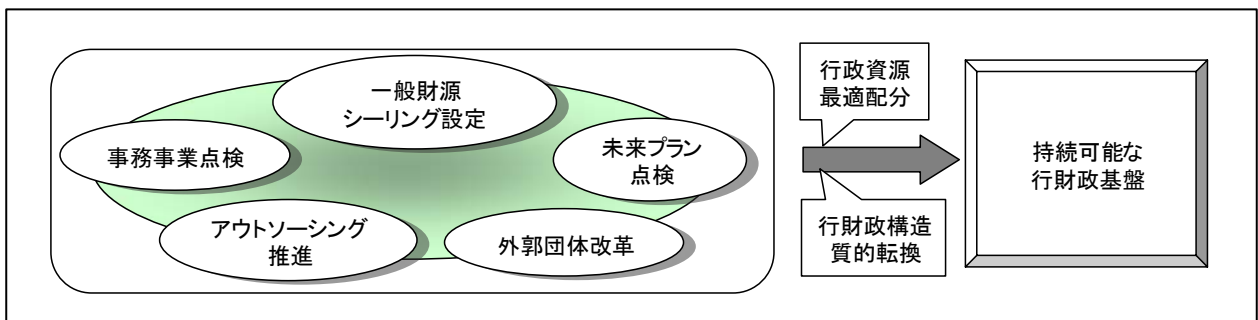 一般財源
シーリング設定
事務事業点検
未来プラン
点検
アウトソーシング
推進
外郭団体改革
行政資源
最適配分
行財政構造
質的転換
持続可能な
行財政基盤